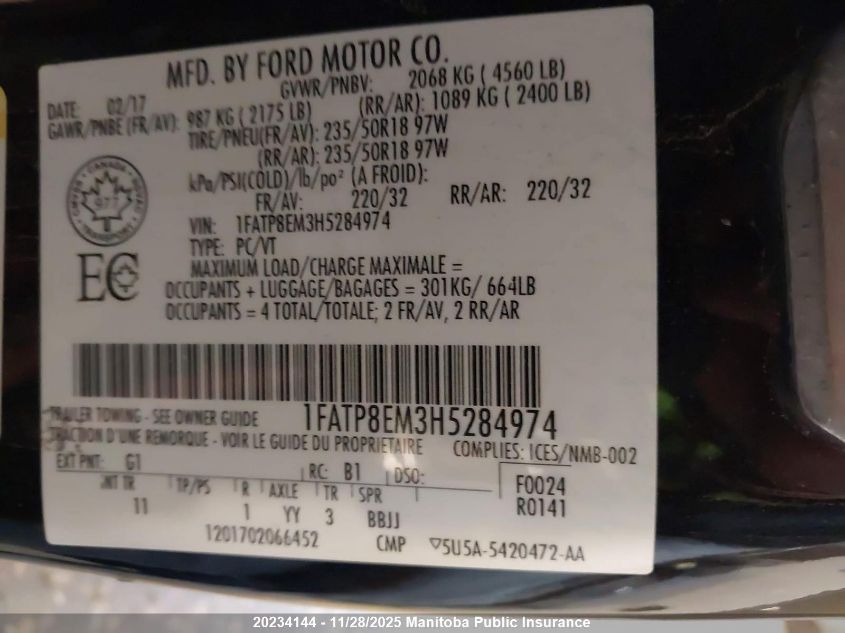 MFD. BY FORD MOTOR CO.
DATE: 02/17 GVWR/PNBV: 2068 KG ( 4560 LB)
GAWR/PNBE (FR/AV): 987 KG ( 2175 LB) (RR/AR): 1089 KG ( 2400 LB)
TIRE/PNEU(FR/AV): 235/50R18 97W
(RR/AR): 235/50R18 97W
kPa/PSI(COLD)/lb/po² (A FROID):
FR/AV: 220/32 RR/AR: 220/32
VIN: 1FATP8EM3H5284974
TYPE: PC/VT
CANADA
977
TRANSPORT
EC
MAXIMUM LOAD/CHARGE MAXIMALE =
OCCUPANTS + LUGGAGE/BAGAGES = 301KG/ 664LB
OCCUPANTS = 4 TOTAL/TOTALE; 2 FR/AV, 2 RR/AR
TRAILER TOWING - SEE OWNER GUIDE 1FATP8EM3H5284974
TRACTION D'UNE REMORQUE - VOIR LE GUIDE DU PROPRIETAIRE COMPLIES: ICES/NMB-002
EXT PNT: G1 RC: B1 DSO: F0024
INT TR TP/PS R AXLE TR SPR R0141
11 1 YY 3 BBJJ
1201702066452 CMP ▽5U5A-5420472-AA
20234144 - 11/28/2025 Manitoba Public Insurance